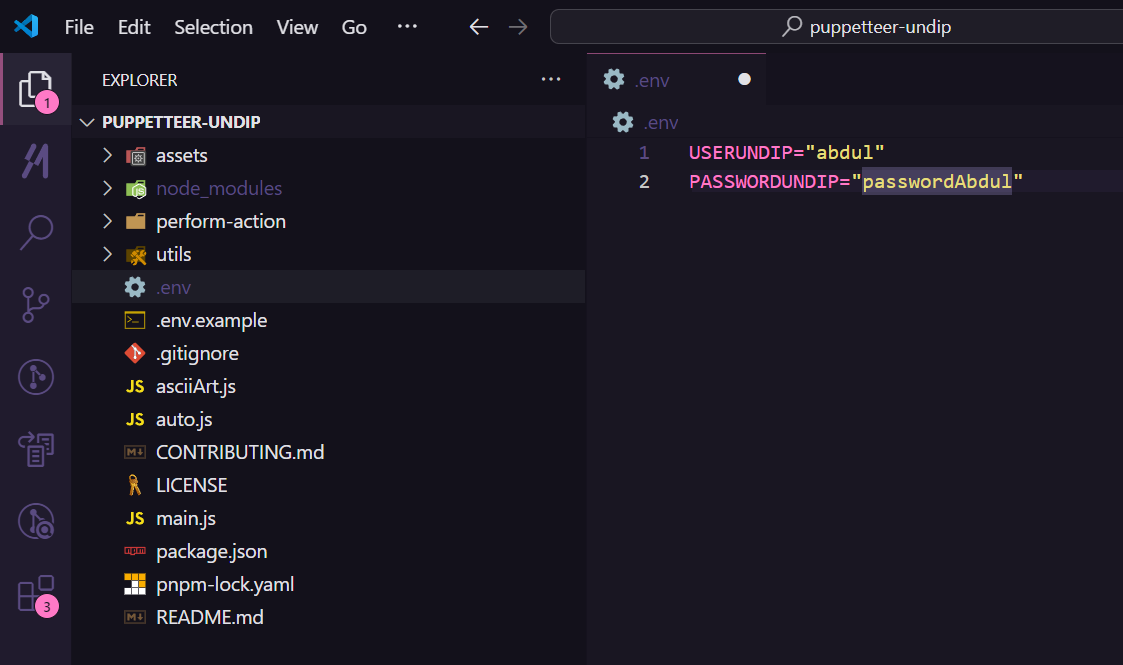 File Edit Selection View Go ··· puppetteer-undip
EXPLORER ···
PUPPETTEER-UNDIP
assets
node_modules
perform-action
utils
.env
.env.example
.gitignore
JS asciiArt.js
JS auto.js
CONTRIBUTING.md
LICENSE
JS main.js
package.json
pnpm-lock.yaml
README.md
1
3
.env
.env
1 USERUNDIP="abdul"
2 PASSWORDUNDIP="passwordAbdul"